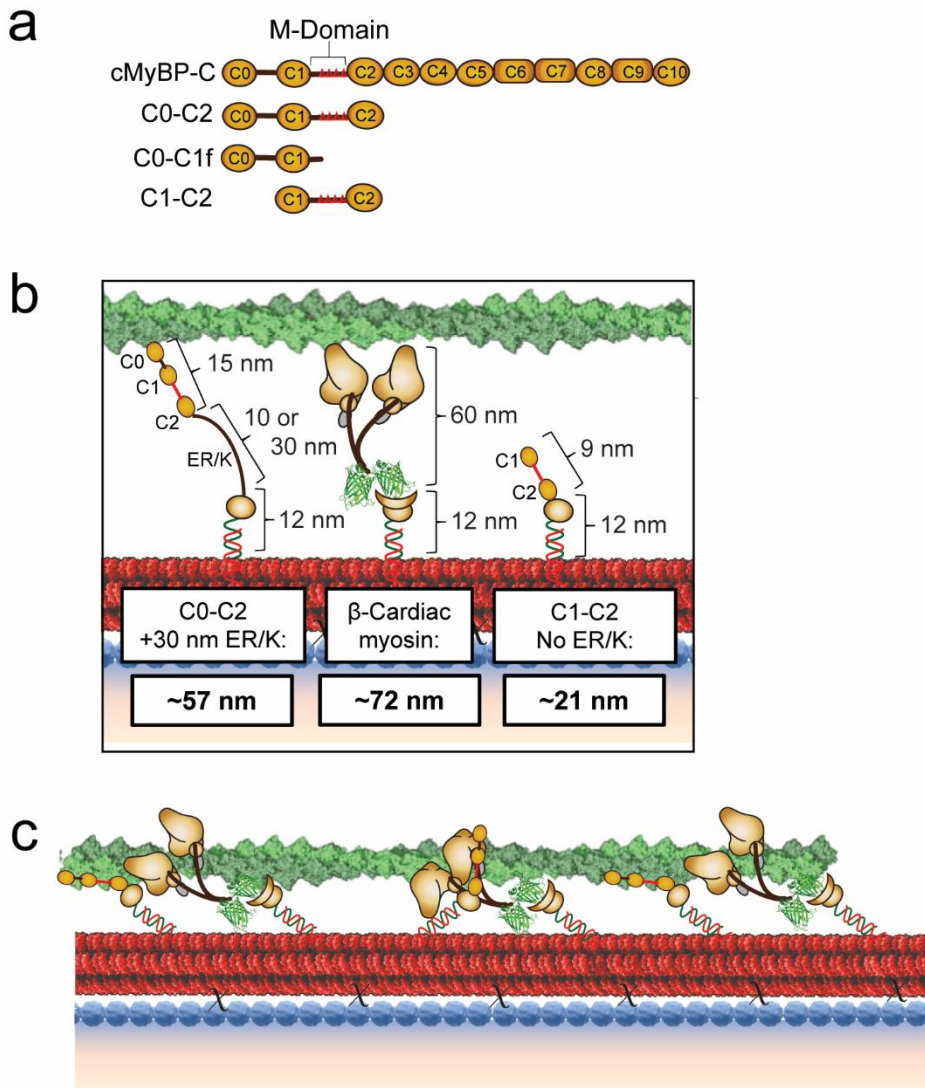 a
M-Domain
cMyBP-C C0 C1 C2 C3 C4 C5 C6 C7 C8 C9 C10
C0-C2 C0 C1 C2
C0-C1f C0 C1
C1-C2 C1 C2
b
C0
C1
C2
15 nm
10 or
30 nm
ER/K
12 nm
60 nm
12 nm
C1
C2
9 nm
12 nm
C0-C2
+30 nm ER/K:
~57 nm
β-Cardiac
myosin:
~72 nm
C1-C2
No ER/K:
~21 nm
c